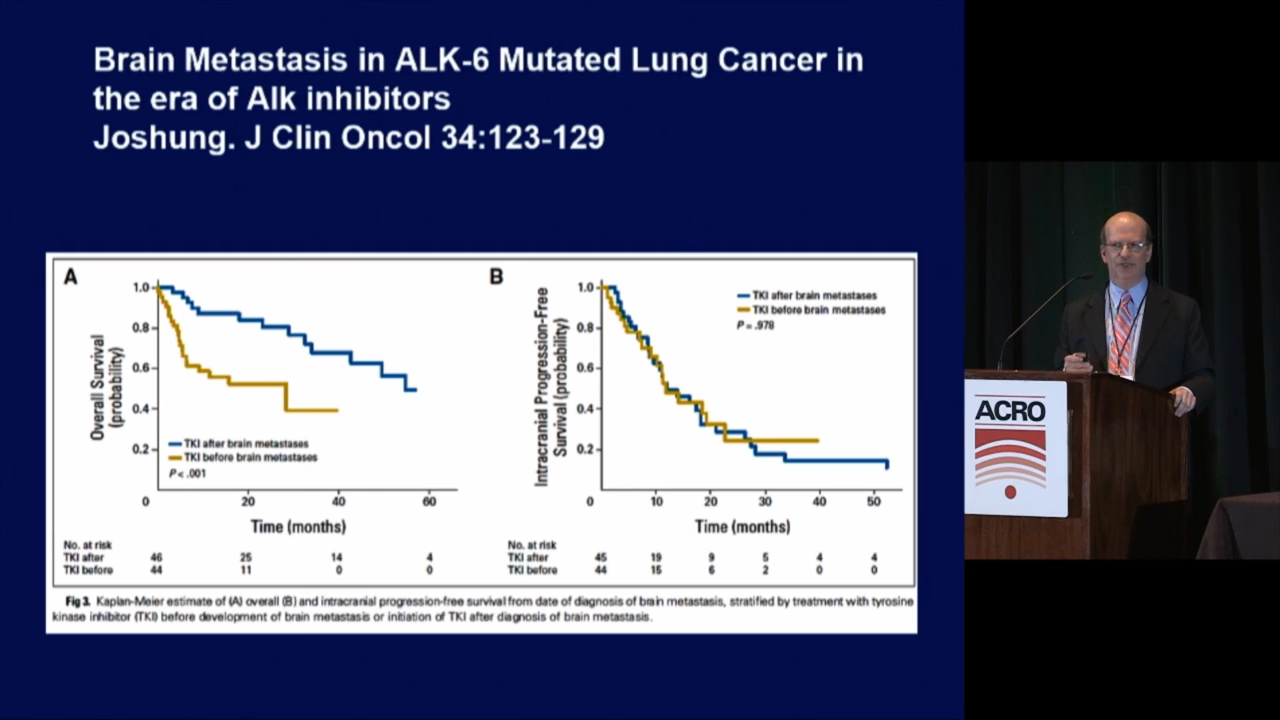 Brain Metastasis in ALK-6 Mutated Lung Cancer in
the era of Alk inhibitors
Joshung. J Clin Oncol 34:123-129
A
Overall Survival
(probability)
1.0
0.8
0.6
0.4
0.2
TKI after brain metastases
TKI before brain metastases
P < .001
0 20 40 60
Time (months)
No. at risk
TKI after 46 25 14 4
TKI before 44 11 0 0
B
Intracranial Progression-Free
Survival (probability)
1.0
0.8
0.6
0.4
0.2
TKI after brain metastases
TKI before brain metastases
P = .978
0 10 20 30 40 50
Time (months)
No. at risk
TKI after 45 19 9 5 4 4
TKI before 44 15 6 2 0 0
Fig 3. Kaplan-Meier estimate of (A) overall (B) and intracranial progression-free survival from date of diagnosis of brain metastasis, stratified by treatment with tyrosine
kinase inhibitor (TKI) before development of brain metastasis or initiation of TKI after diagnosis of brain metastasis.
ACRO